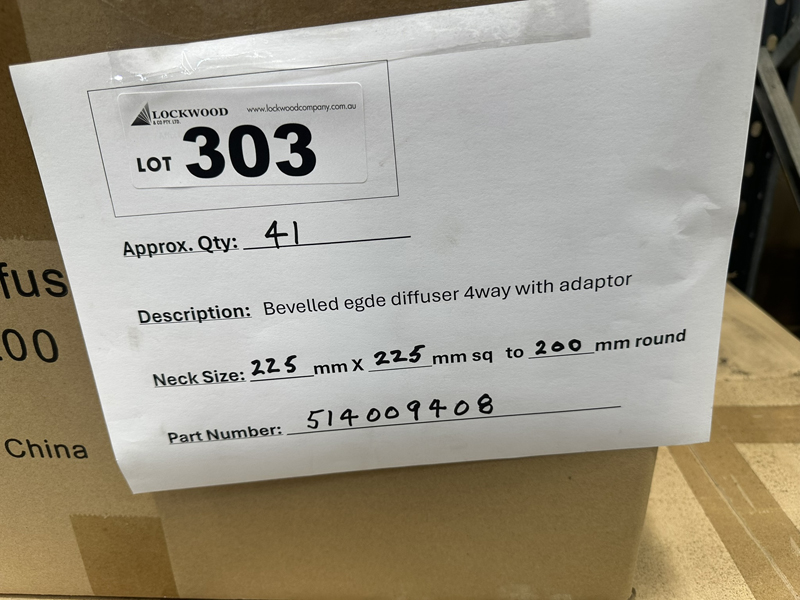 LOCKWOOD
& CO PTY. LTD.
www.lockwoodcompany.com.au
LOT 303
Approx. Qty: 41
Description: Bevelled egde diffuser 4way with adaptor
Neck Size: 225 mm X 225 mm sq to 200 mm round
Part Number: 514009408
fus
00
China